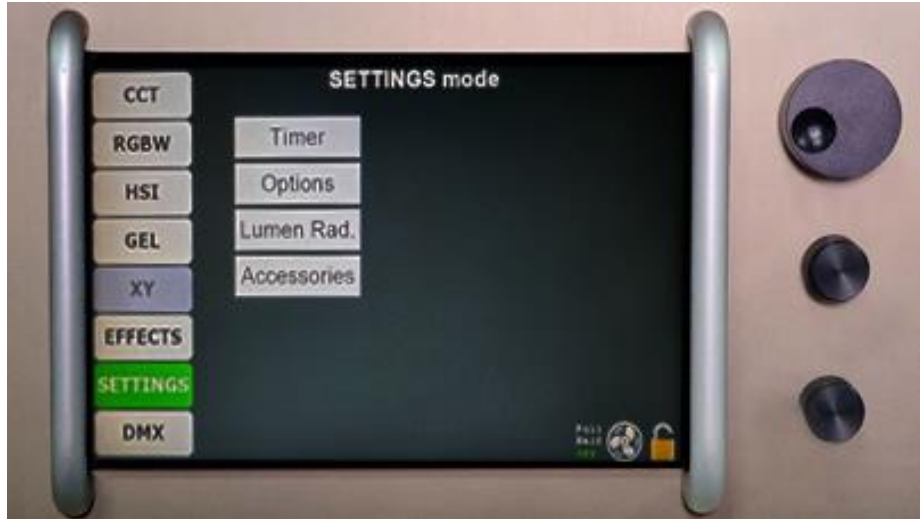 SETTINGS mode
CCT
RGBW
HSI
GEL
XY
EFFECTS
SETTINGS
DMX
Timer
Options
Lumen Rad.
Accessories